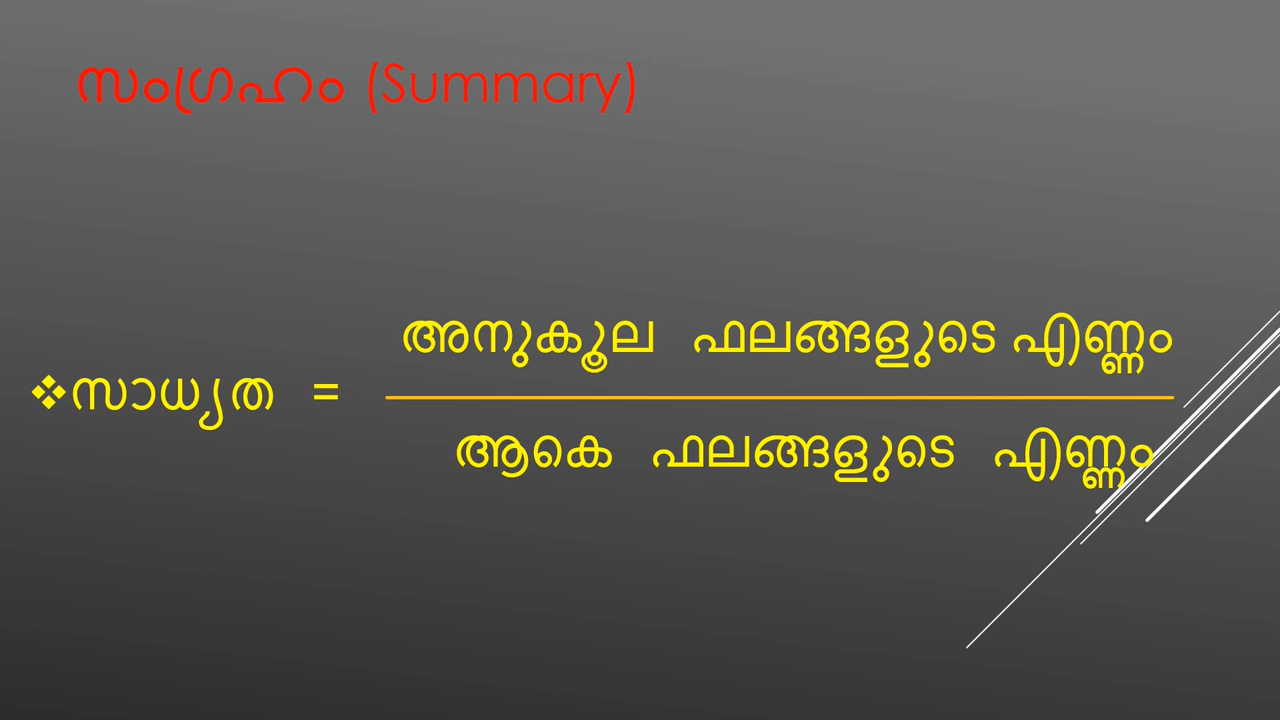 സംഗ്രഹം (Summary)
അനുകൂല ഫലങ്ങളുടെ എണ്ണം
❖സാധ്യത =
ആകെ ഫലങ്ങളുടെ എണ്ണം